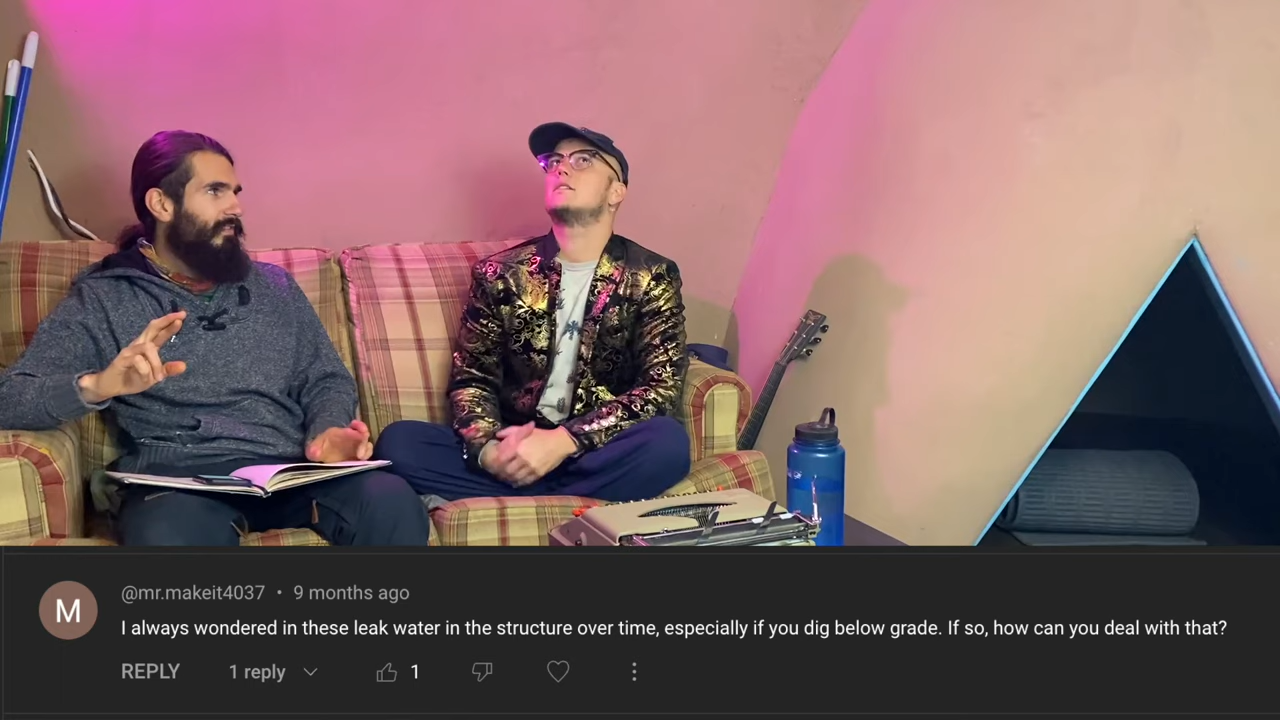 M
@mr.makeit4037 • 9 months ago
I always wondered in these leak water in the structure over time, especially if you dig below grade. If so, how can you deal with that?
REPLY 1 reply 1